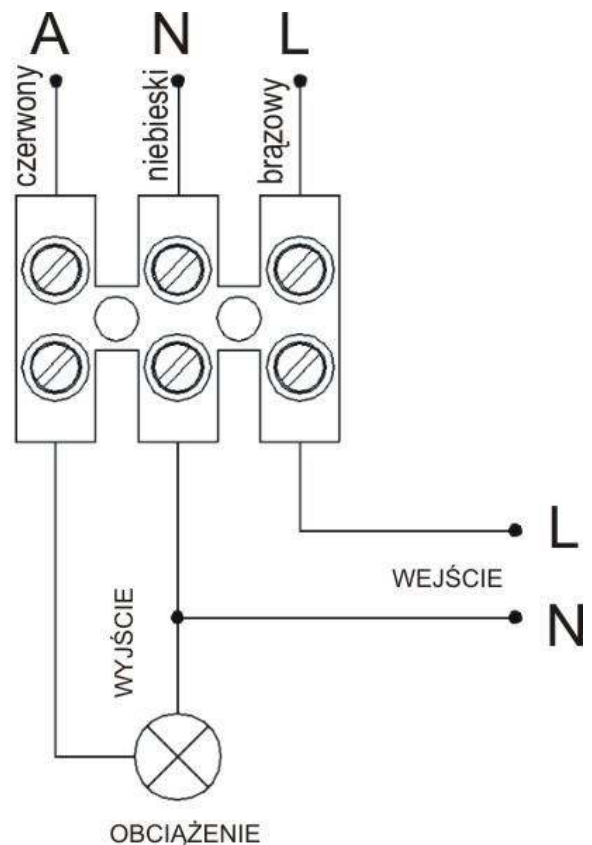 A N L
czerwony
niebieski
brązowy
L
WEJŚCIE
N
WYJŚCIE
OBCIĄŻENIE